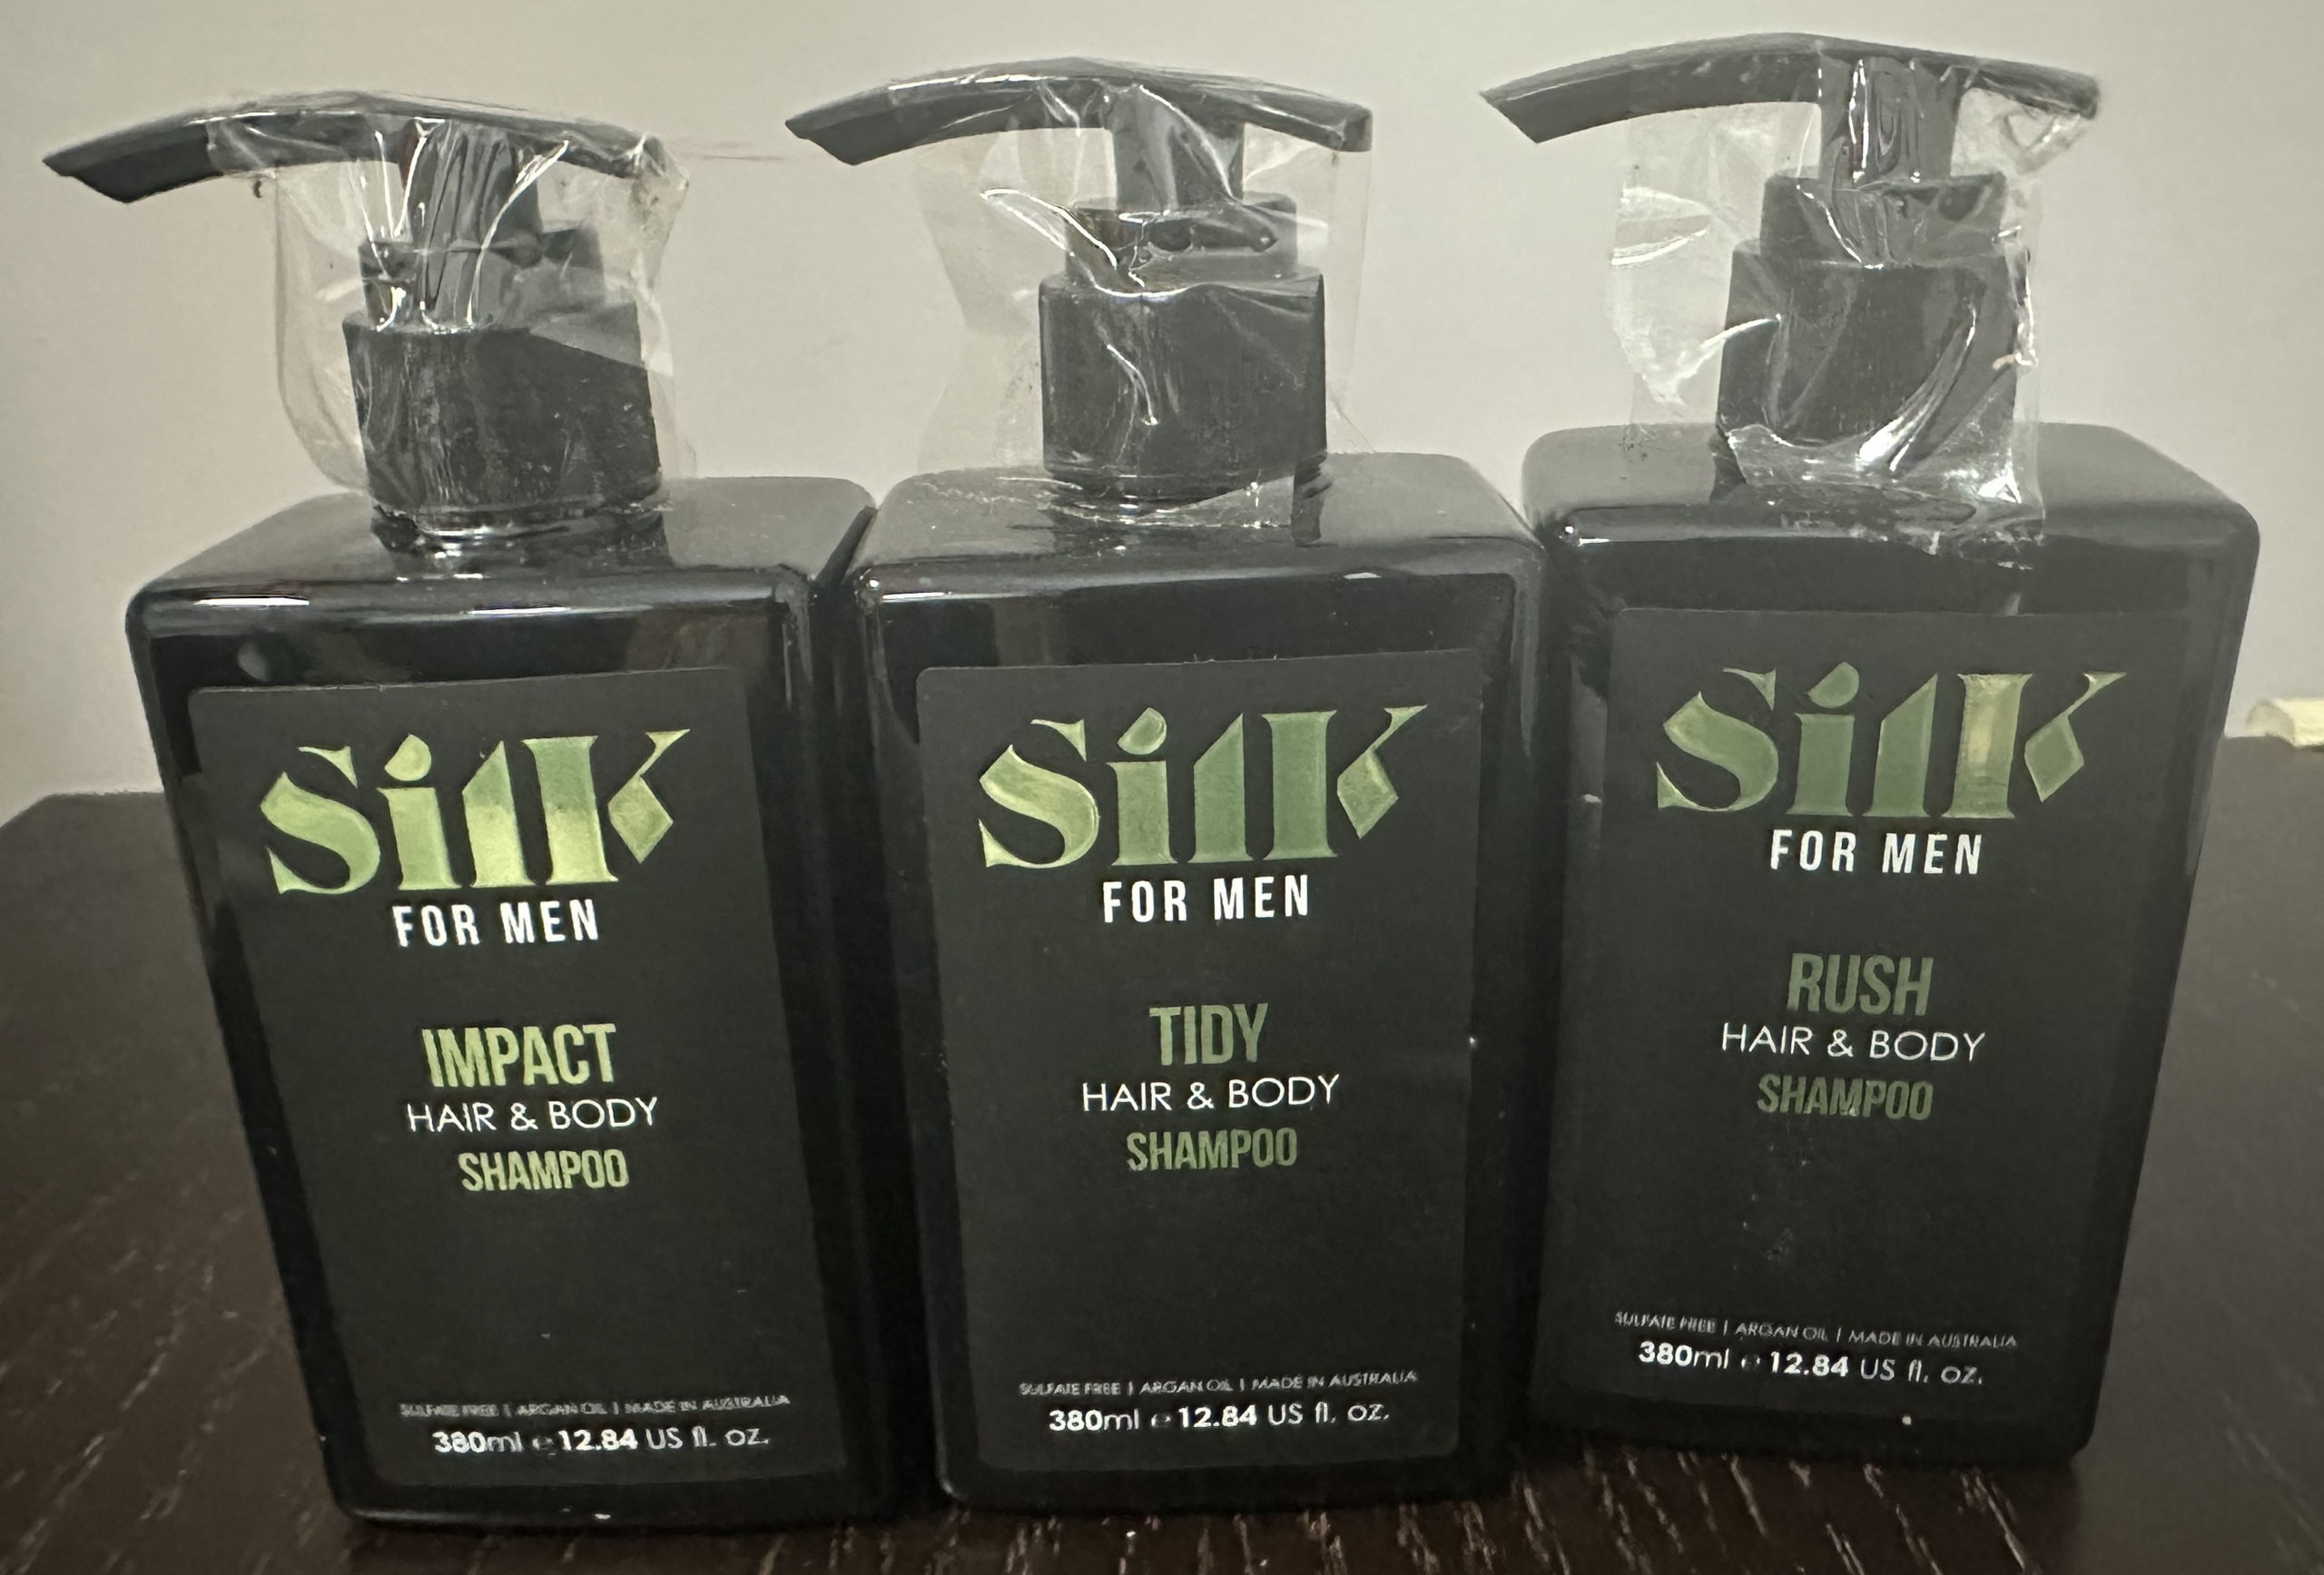 Silk
FOR MEN
IMPACT
HAIR & BODY
SHAMPOO
SULFATE FREE | ARGAN OIL | MADE IN AUSTRALIA
380ml e 12.84 US fl. oz.
Silk
FOR MEN
TIDY
HAIR & BODY
SHAMPOO
SULFATE FREE | ARGAN OIL | MADE IN AUSTRALIA
380ml e 12.84 US fl. oz.
Silk
FOR MEN
RUSH
HAIR & BODY
SHAMPOO
SULFATE FREE | ARGAN OIL | MADE IN AUSTRALIA
380ml e 12.84 US fl. oz.